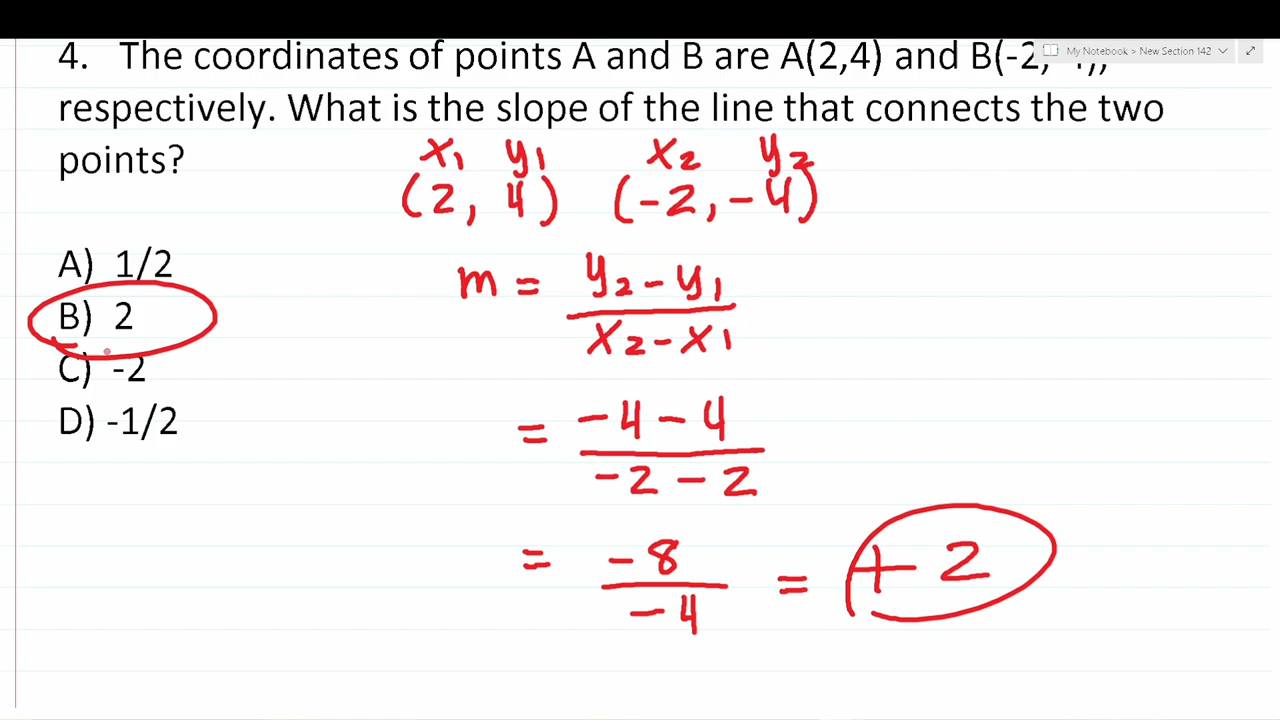 My Notebook > New Section 142
4. The coordinates of points A and B are A(2,4) and B(-2,
respectively. What is the slope of the line that connects the two
points?
x₁ y₁ x₂ y₂
(2, 4) (-2, -4)
A) 1/2
B) 2
C) -2
D) -1/2
m = y₂ - y₁
x₂ - x₁
= -4 - 4
-2 - 2
= -8 = +2
-4